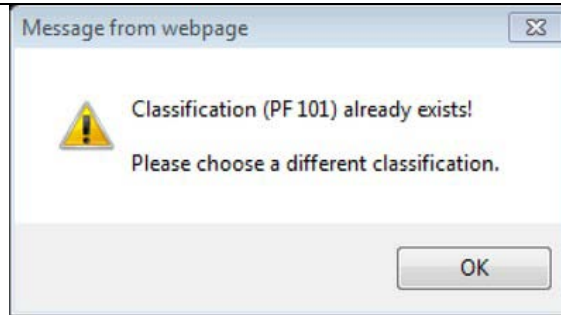 Message from webpage
Classification (PF 101) already exists!
Please choose a different classification.
OK